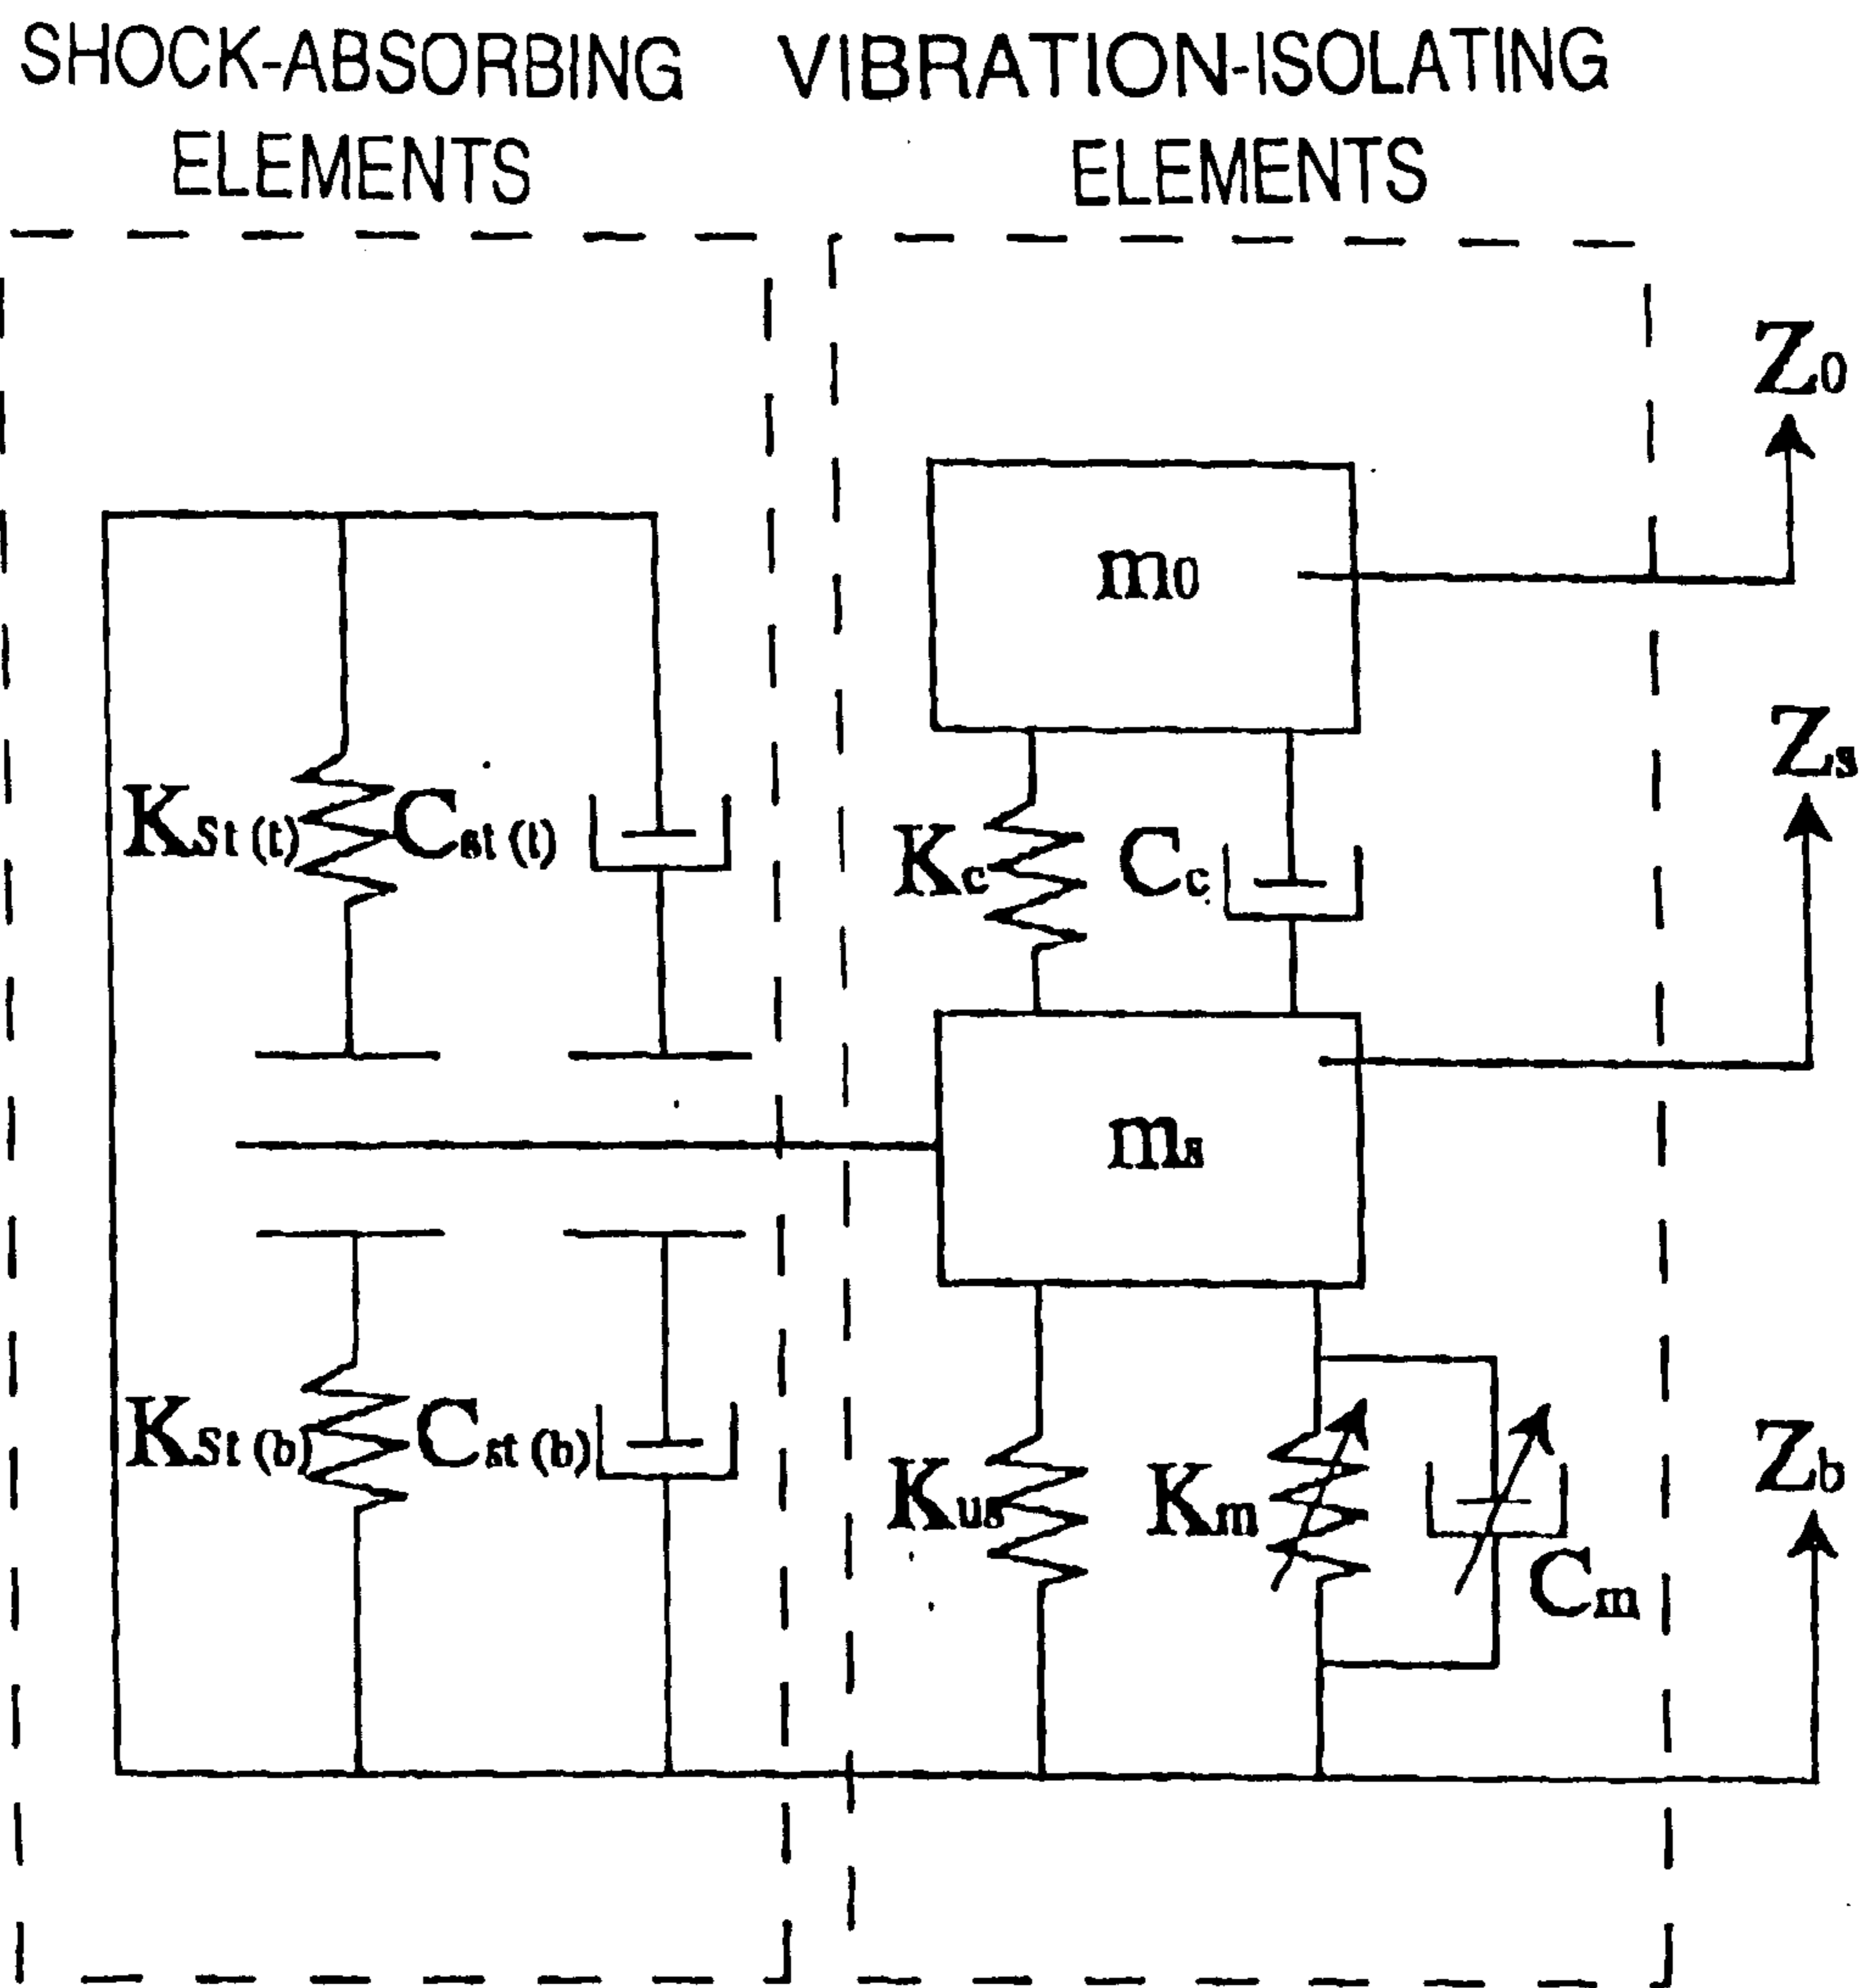 SHOCK-ABSORBING
ELEMENTS
VIBRATION-ISOLATING
ELEMENTS
Z0
m0
Zs
Kst (t)
Cst (t)
Kc
Cc
ms
Kst (b)
Cst (b)
Kus
Km
Cm
Zb